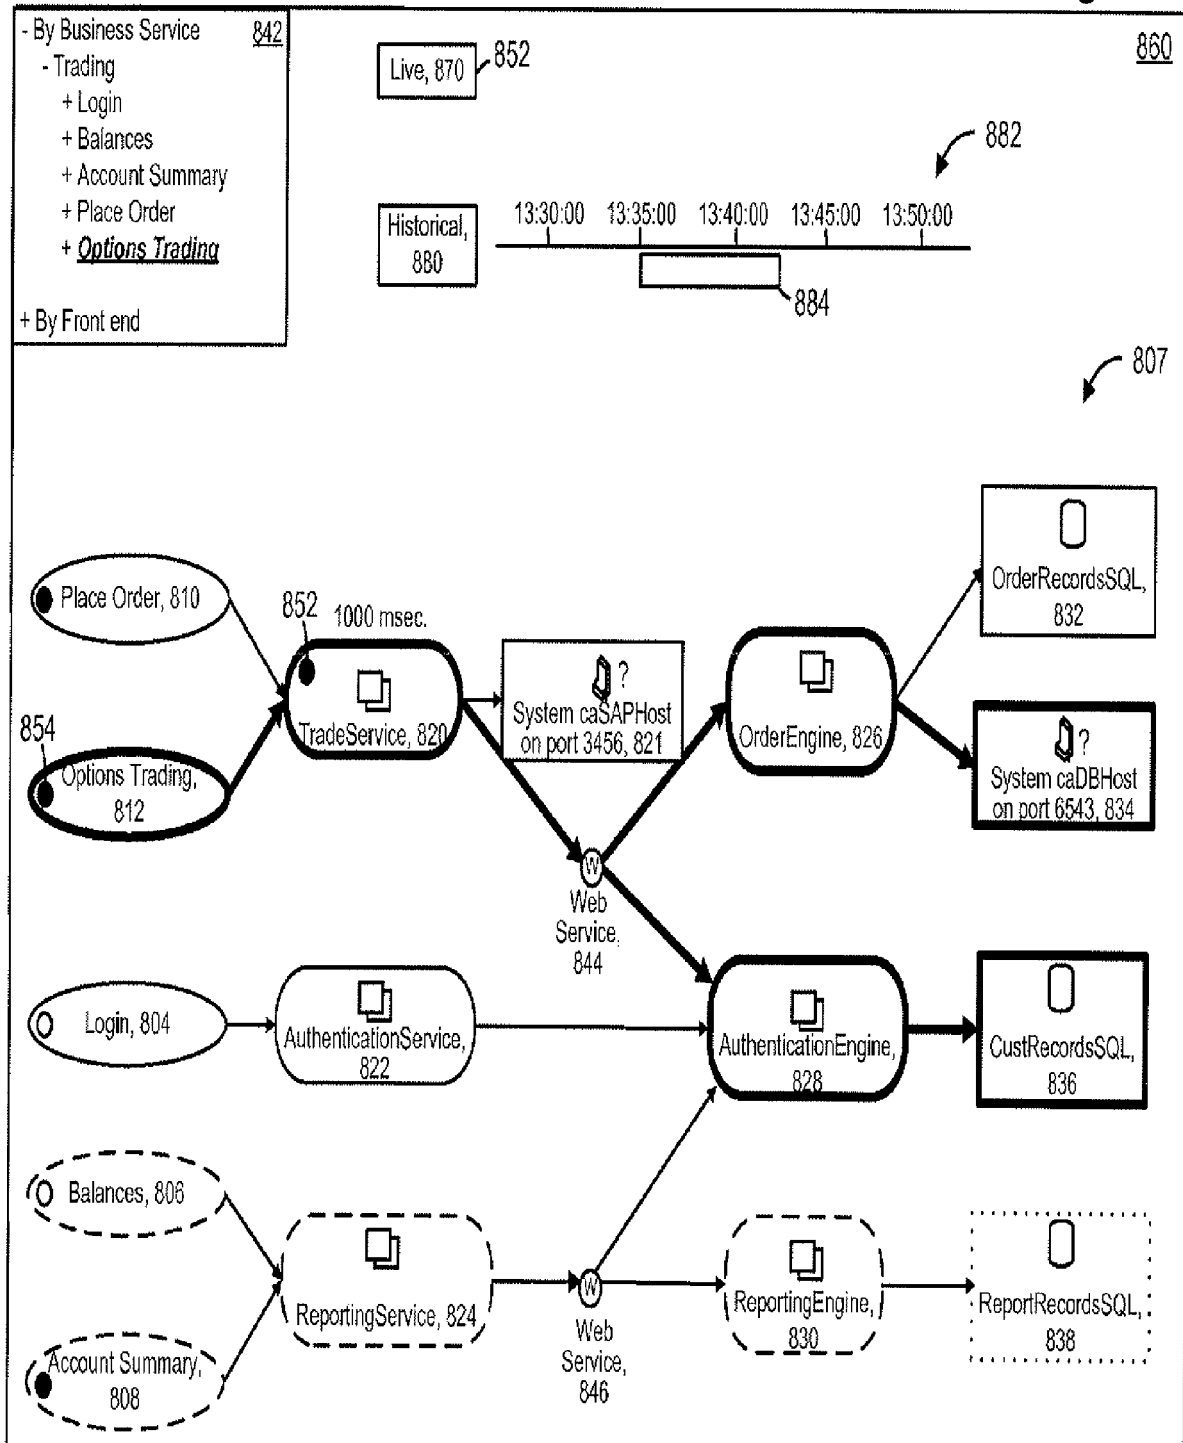 - By Business Service 842
- Trading
+ Login
+ Balances
+ Account Summary
+ Place Order
+ Options Trading
+ By Front end
860
Live, 870
852
882
Historical,
880
13:30:00 13:35:00 13:40:00 13:45:00 13:50:00
884
807
Place Order, 810
852
1000 msec.
TradeService, 820
?
System caSAPHost
on port 3456, 821
OrderEngine, 826
OrderRecordsSQL,
832
854
Options Trading,
812
?
System caDBHost
on port 6543, 834
W
Web
Service,
844
Login, 804
AuthenticationService,
822
AuthenticationEngine,
828
CustRecordsSQL,
836
Balances, 806
ReportingService, 824
W
Web
Service,
846
ReportingEngine,
830
ReportRecordsSQL,
838
Account Summary,
808